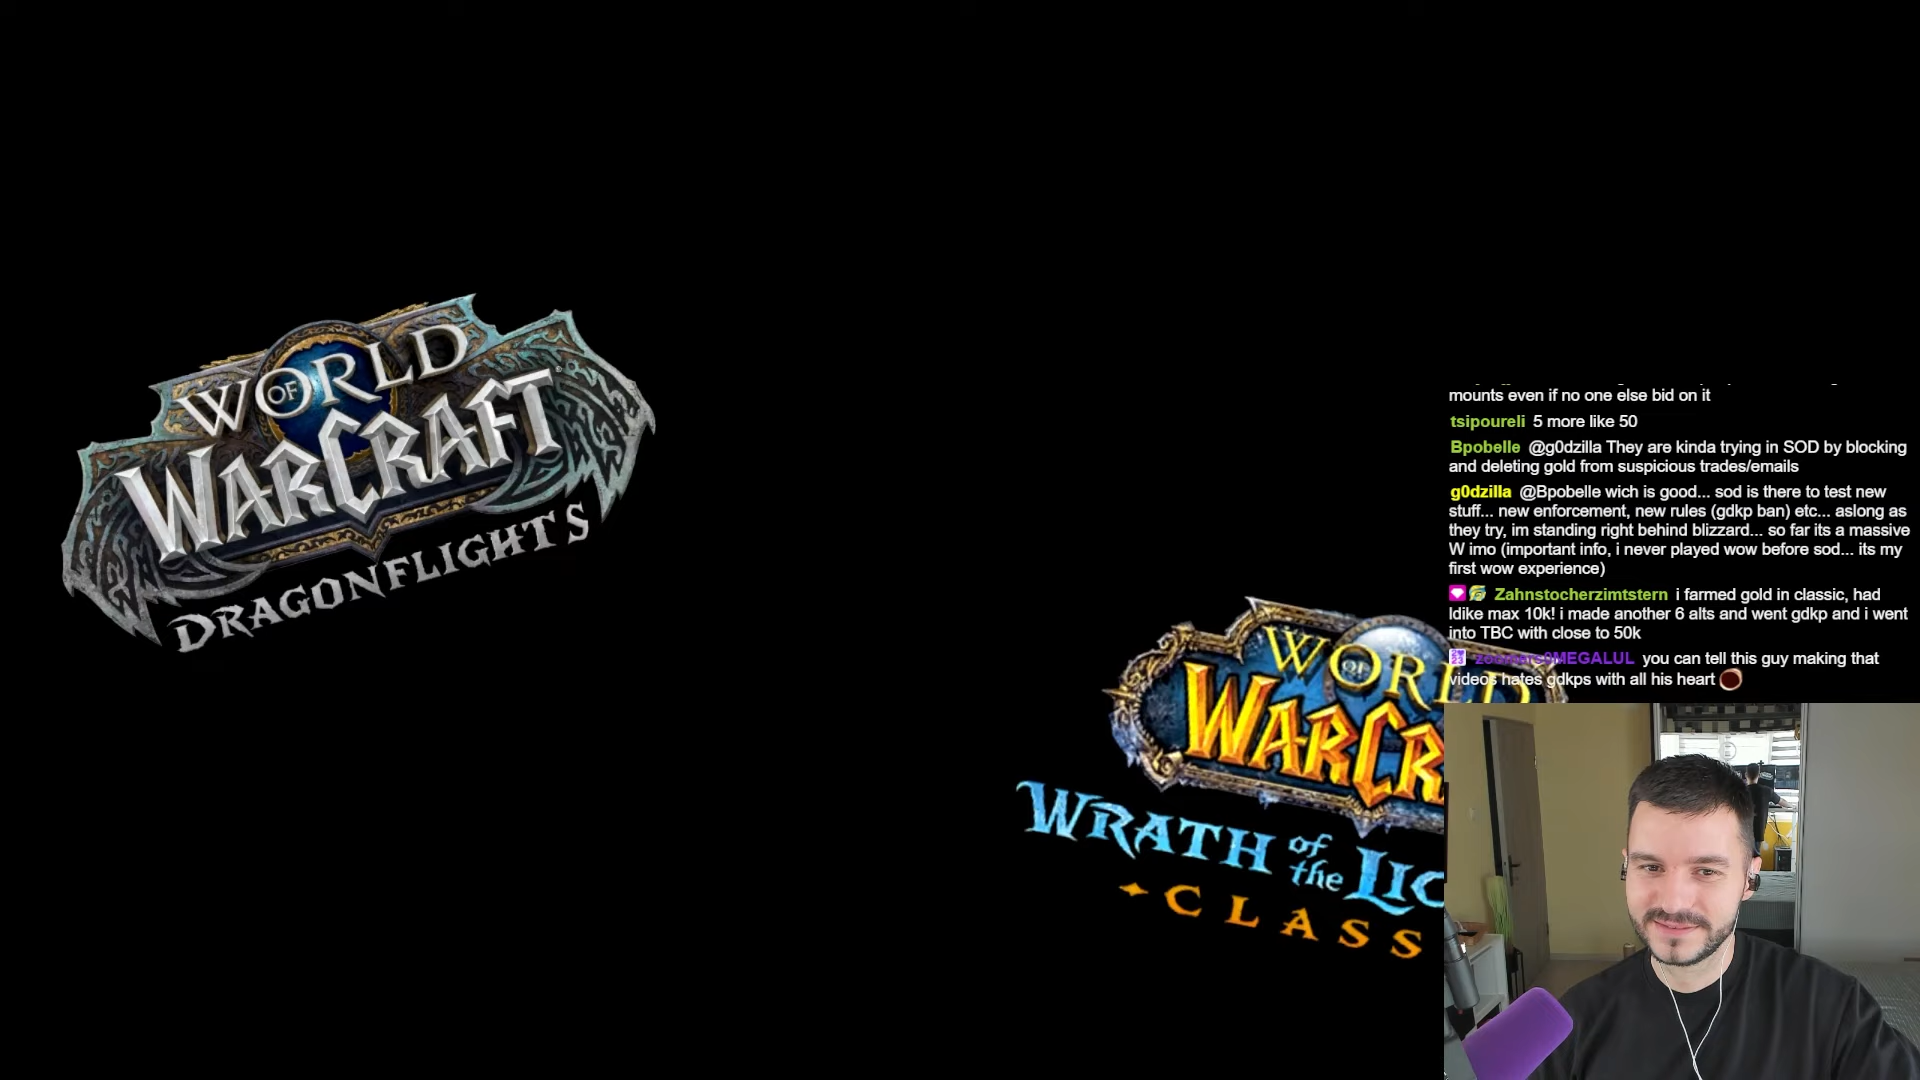 WORLD
OF
WARCRAFT
DRAGONFLIGHT S
mounts even if no one else bid on it
tsipoureli 5 more like 50
Bpobelle @g0dzilla They are kinda trying in SOD by blocking
and deleting gold from suspicious trades/emails
g0dzilla @Bpobelle wich is good... sod is there to test new
stuff... new enforcement, new rules (gdkp ban) etc... aslong as
they try, im standing right behind blizzard... so far its a massive
W imo (important info, i never played wow before sod... its my
first wow experience)
Zahnstocherzimtstern i farmed gold in classic, had
ldike max 10k! i made another 6 alts and went gdkp and i went
into TBC with close to 50k
you can tell this guy making that
videos hates gdkps with all his heart
WORLD
OF
WARCR
WRATH of the LIC
CLASS